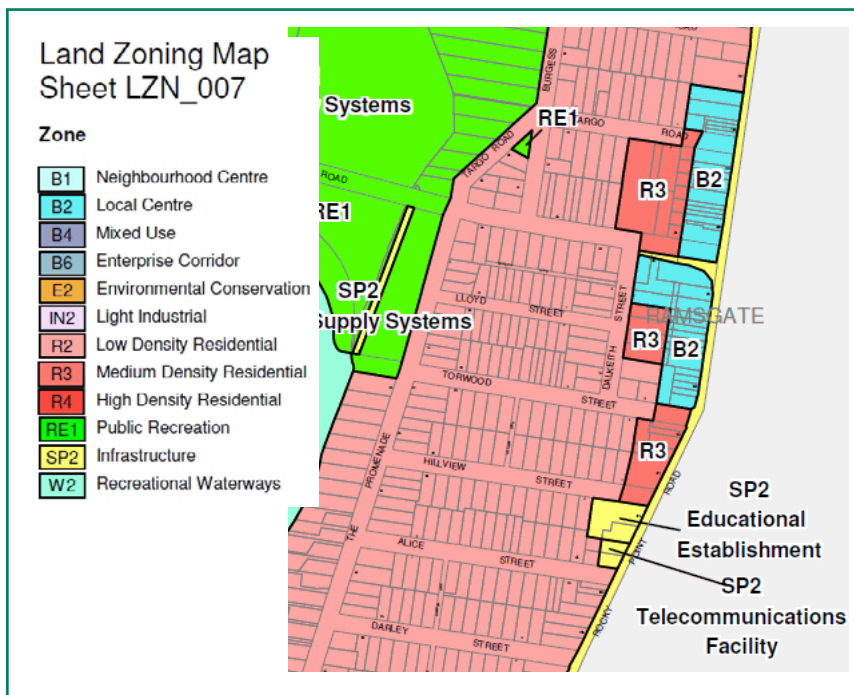 Land Zoning Map
Sheet LZN_007
Zone
B1 Neighbourhood Centre
B2 Local Centre
B4 Mixed Use
B6 Enterprise Corridor
E2 Environmental Conservation
IN2 Light Industrial
R2 Low Density Residential
R3 Medium Density Residential
R4 High Density Residential
RE1 Public Recreation
SP2 Infrastructure
W2 Recreational Waterways
ROAD
BURGESS
Systems
RE1
TARGO ROAD
TARGO ROAD
R3
B2
ROAD
RE1
SP2
Supply Systems
LLOYD STREET
DALKEITH STREET
RAMSGATE
R3
B2
TORWOOD STREET
R3
THE PROMENADE
HILLVIEW STREET
ROCKY POINT ROAD
SP2
Educational
Establishment
ALICE STREET
SP2
Telecommunications
Facility
DARLEY STREET